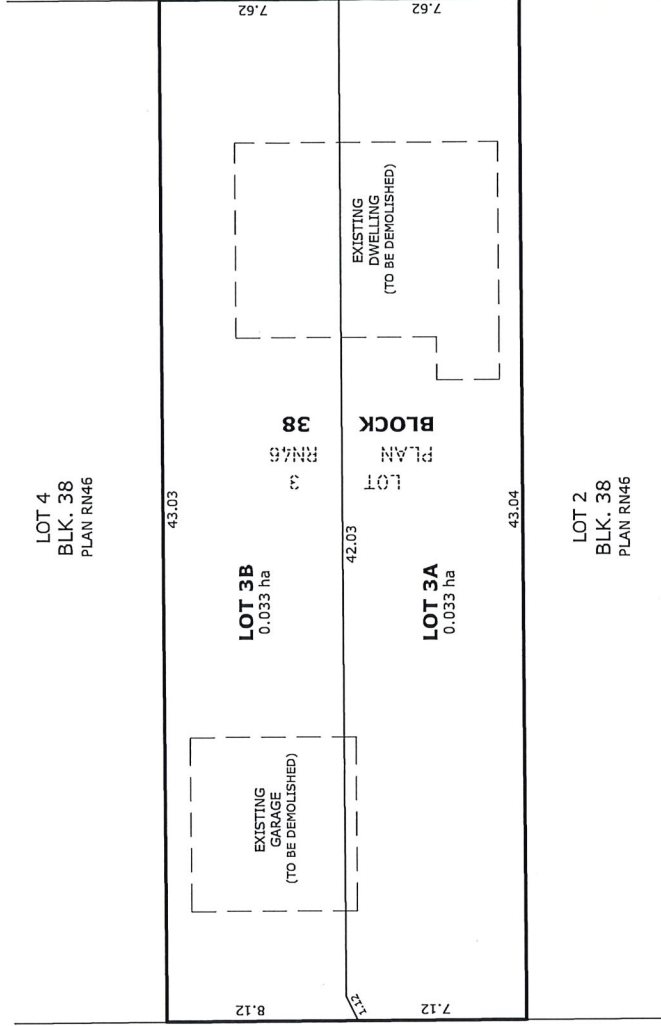 LOT 4
BLK. 38
PLAN RN46
7.62
7.62
43.03
LOT 3B
0.033 ha
EXISTING
GARAGE
(TO BE DEMOLISHED)
EXISTING
DWELLING
(TO BE DEMOLISHED)
LOT 3
PLAN RN46
BLOCK 38
42.03
LOT 3A
0.033 ha
43.04
8.12
1.12
7.12
LOT 2
BLK. 38
PLAN RN46